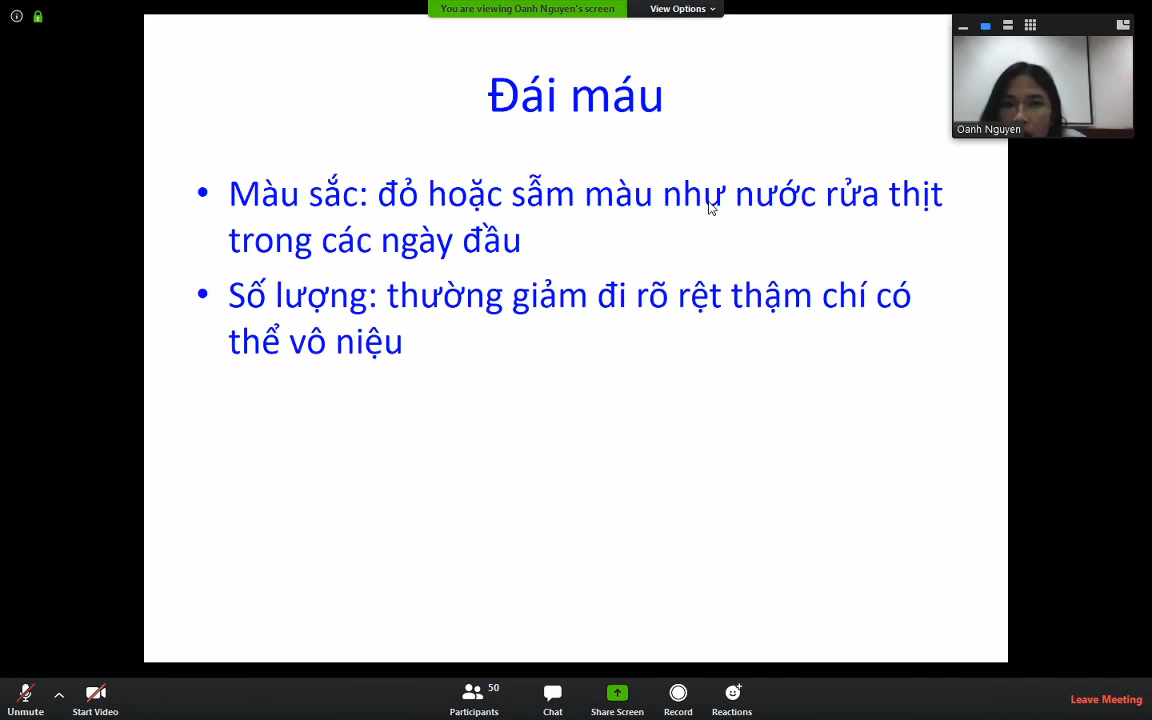 You are viewing Oanh Nguyen's screen
View Options
Oanh Nguyen
Đái máu
• Màu sắc: đỏ hoặc sẫm màu như nước rửa thịt
trong các ngày đầu
• Số lượng: thường giảm đi rõ rệt thậm chí có
thể vô niệu
Unmute
Start Video
50
Participants
Chat
Share Screen
Record
Reactions
Leave Meeting